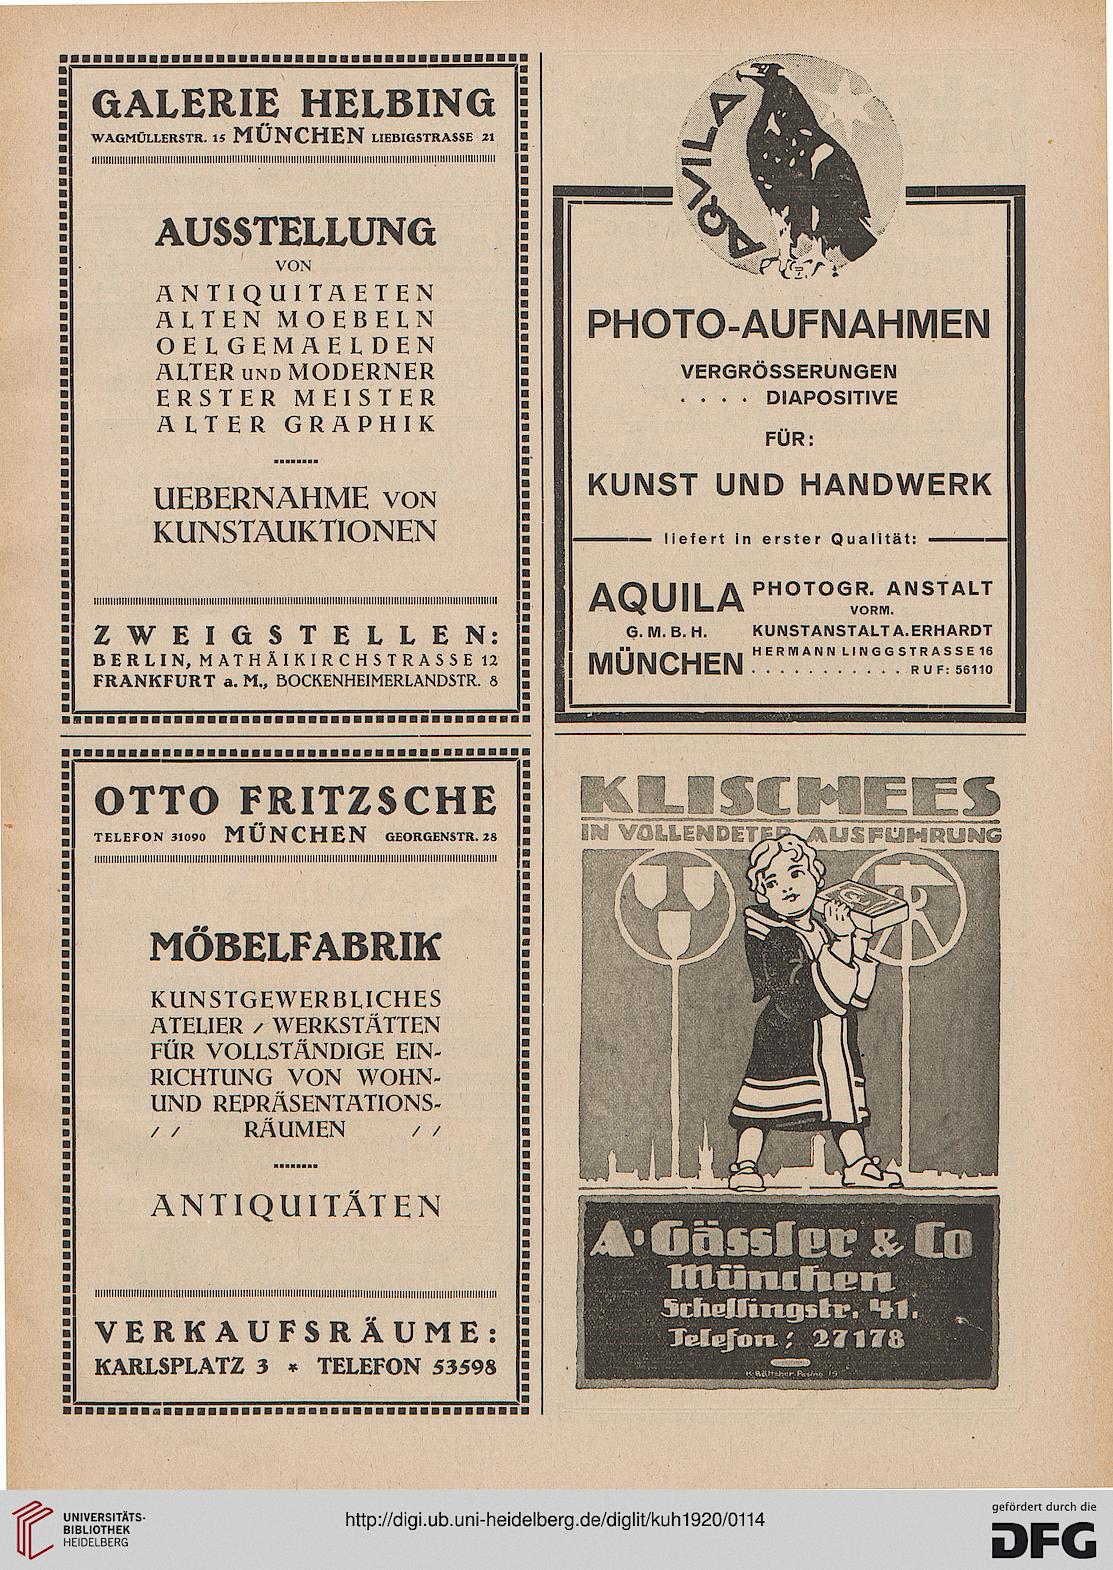 GALERIE HELBING
WAGMÜLLERSTR. 15 MÜNCHEN LIEBIGSTRASSE 21
AUSSTELLUNG
VON
ANTIQUITAETEN
ALTEN MOEBELN
OELGEMAELDEN
ALTER UND MODERNER
ERSTER MEISTER
ALTER GRAPHIK
UEBERNAHME VON
KUNSTAUKTIONEN
ZWEIGSTELLEN:
BERLIN, MATHÄIKIRCHSTRASSE 12
FRANKFURT a. M., BOCKENHEIMERLANDSTR. 8
AQUILA
PHOTO-AUFNAHMEN
VERGRÖSSERUNGEN
. . . . DIAPOSITIVE
FÜR:
KUNST UND HANDWERK
liefert in erster Qualität:
AQUILA PHOTOGR. ANSTALT
VORM.
G. M. B. H. KUNSTANSTALT A. ERHARDT
MÜNCHEN HERMANN LINGGSTRASSE 16
. . . . . . . . . . . . RUF: 56110
OTTO FRITZSCHE
TELEFON 31090 MÜNCHEN GEORGENSTR. 28
MÖBELFABRIK
KUNSTGEWERBLICHES
ATELIER / WERKSTÄTTEN
FÜR VOLLSTÄNDIGE EIN-
RICHTUNG VON WOHN-
UND REPRÄSENTATIONS-
/ / RÄUMEN / /
ANTIQUITÄTEN
VERKAUFSRÄUME:
KARLSPLATZ 3 * TELEFON 53598
KLISCHEES
IN VOLLENDETER AUSFÜHRUNG
A. Gässler & Co
München
Schellingstr. 41.
Telefon: 27178
UNIVERSITÄTS-
BIBLIOTHEK
HEIDELBERG
http://digi.ub.uni-heidelberg.de/diglit/kuh1920/0114
gefördert durch die
DFG